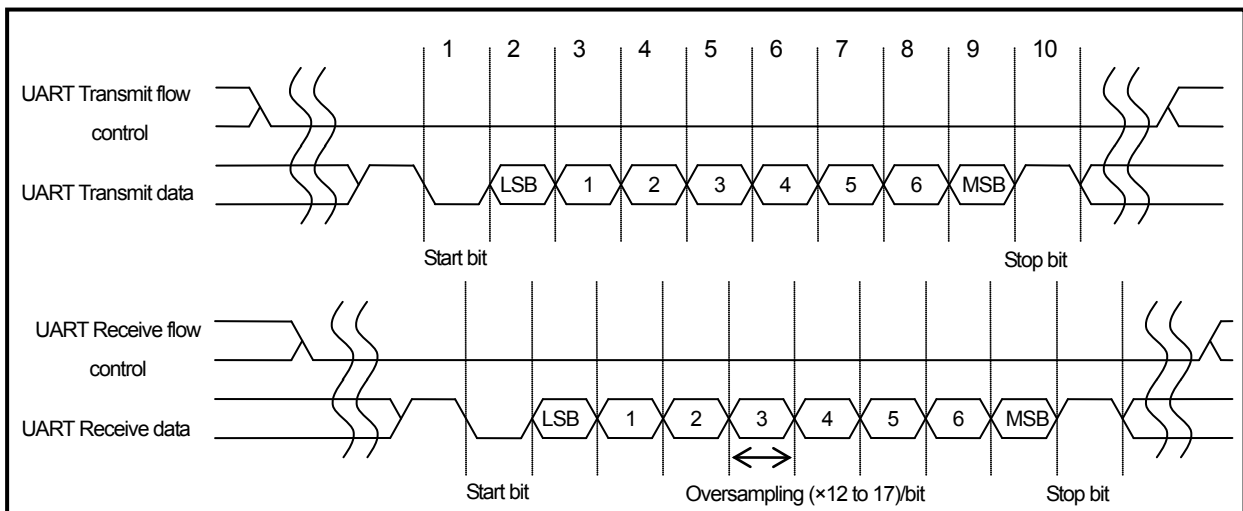 1 2 3 4 5 6 7 8 9 10
UART Transmit flow
control
UART Transmit data
LSB 1 2 3 4 5 6 MSB
Start bit Stop bit
UART Receive flow
control
UART Receive data
LSB 1 2 3 4 5 6 MSB
Start bit Oversampling (×12 to 17)/bit Stop bit